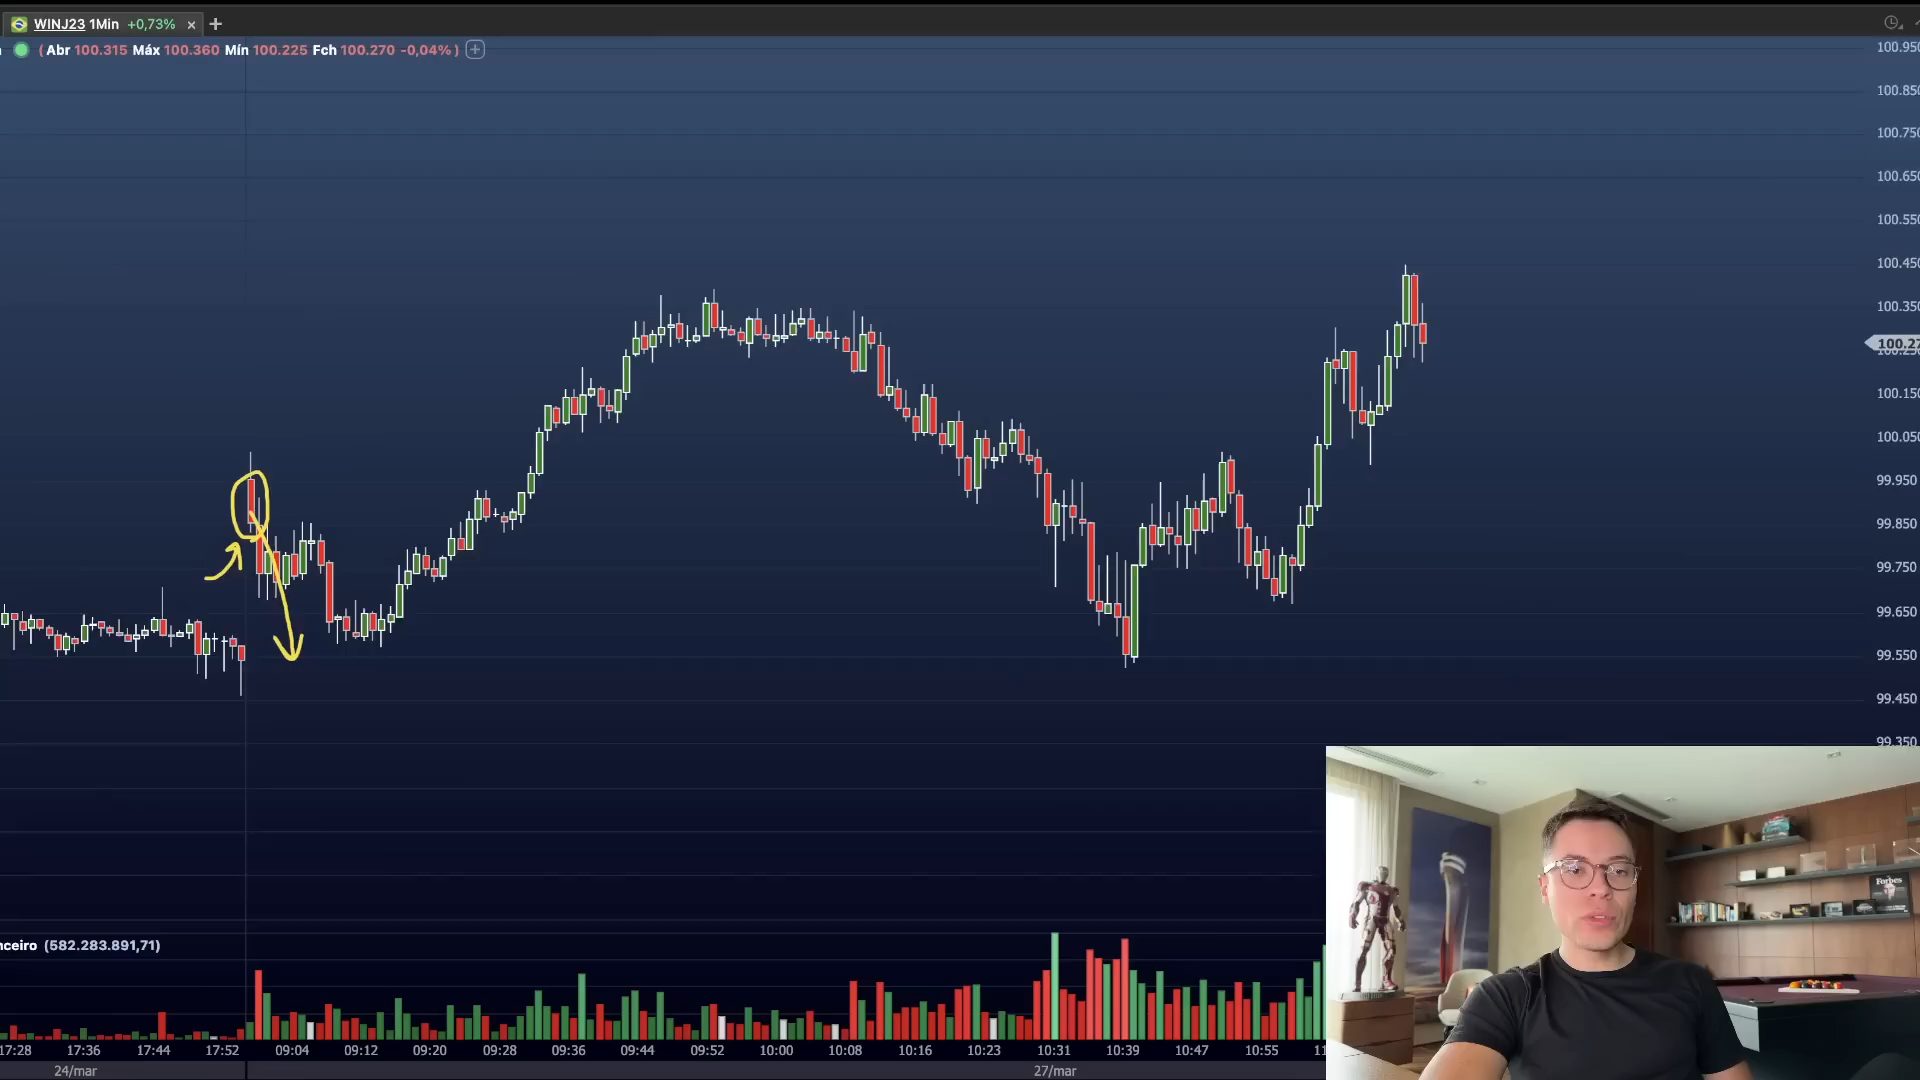 WINJ23 1Min +0,73% × +
( Abr 100.315 Máx 100.360 Mín 100.225 Fch 100.270 -0,04% )
100.950
100.850
100.750
100.650
100.550
100.450
100.350
100.27
100.150
100.050
99.950
99.850
99.750
99.650
99.550
99.450
99.350
nceiro (582.283.891,71)
Forbes
17:28 17:36 17:44 17:52 09:04 09:12 09:20 09:28 09:36 09:44 09:52 10:00 10:08 10:16 10:23 10:31 10:39 10:47 10:55
24/mar 27/mar